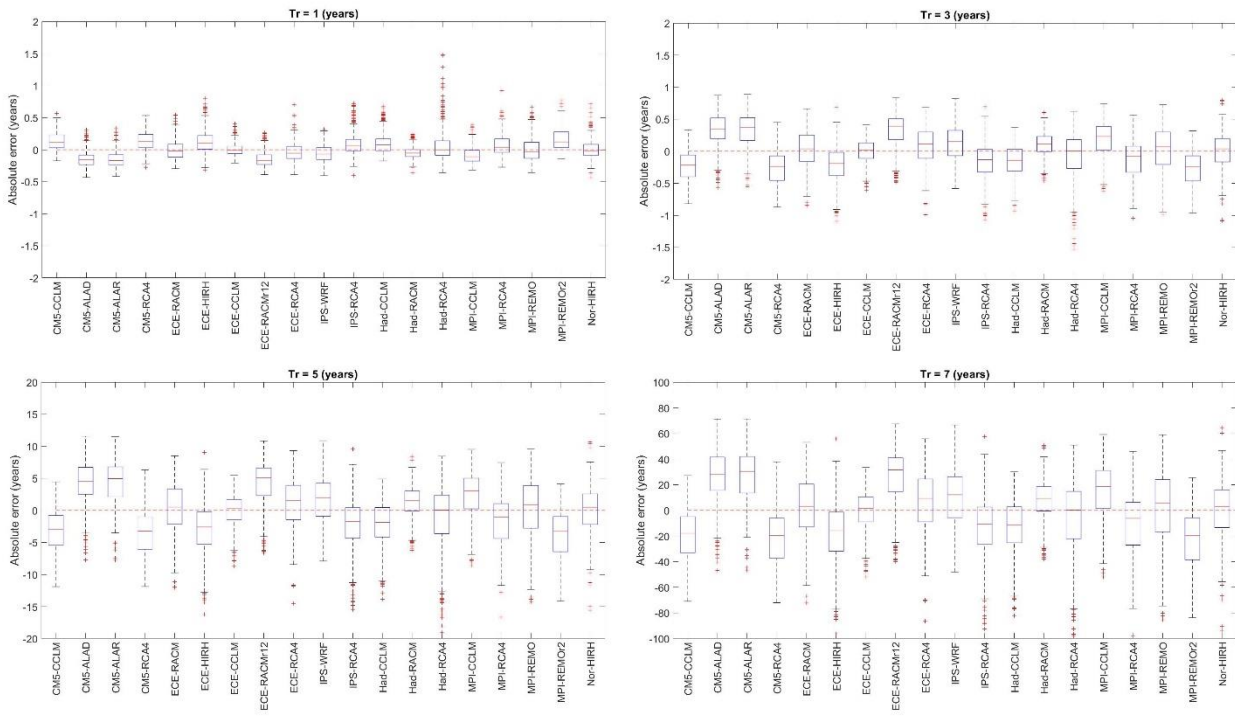 Tr = 1 (years)
Absolute error (years)
2
1.5
1
0.5
0
-0.5
-1
-1.5
-2
CM5-CCLM
CM5-ALAD
CM5-ALAR
CM5-RCA4
ECE-RACM
ECE-HIRH
ECE-CCLM
ECE-RACMr12
ECE-RCA4
IPS-WRF
IPS-RCA4
Had-CCLM
Had-RACM
Had-RCA4
MPI-CCLM
MPI-RCA4
MPI-REMO
MPI-REMOr2
Nor-HIRH
Tr = 3 (years)
Absolute error (years)
2
1.5
1
0.5
0
-0.5
-1
-1.5
-2
CM5-CCLM
CM5-ALAD
CM5-ALAR
CM5-RCA4
ECE-RACM
ECE-HIRH
ECE-CCLM
ECE-RACMr12
ECE-RCA4
IPS-WRF
IPS-RCA4
Had-CCLM
Had-RACM
Had-RCA4
MPI-CCLM
MPI-RCA4
MPI-REMO
MPI-REMOr2
Nor-HIRH
Tr = 5 (years)
Absolute error (years)
20
15
10
5
0
-5
-10
-15
-20
CM5-CCLM
CM5-ALAD
CM5-ALAR
CM5-RCA4
ECE-RACM
ECE-HIRH
ECE-CCLM
ECE-RACMr12
ECE-RCA4
IPS-WRF
IPS-RCA4
Had-CCLM
Had-RACM
Had-RCA4
MPI-CCLM
MPI-RCA4
MPI-REMO
MPI-REMOr2
Nor-HIRH
Tr = 7 (years)
Absolute error (years)
100
80
60
40
20
0
-20
-40
-60
-80
-100
CM5-CCLM
CM5-ALAD
CM5-ALAR
CM5-RCA4
ECE-RACM
ECE-HIRH
ECE-CCLM
ECE-RACMr12
ECE-RCA4
IPS-WRF
IPS-RCA4
Had-CCLM
Had-RACM
Had-RCA4
MPI-CCLM
MPI-RCA4
MPI-REMO
MPI-REMOr2
Nor-HIRH